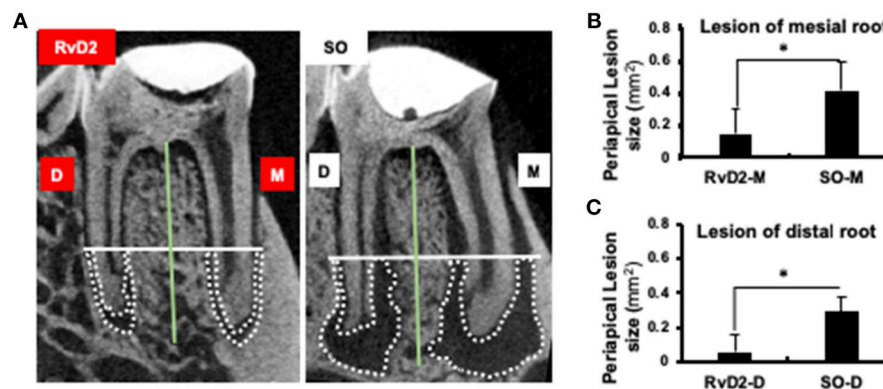 A
RvD2
SO
D
M
D
M
B
Lesion of mesial root
*
Periapical Lesion
size (mm²)
0.8
0.6
0.4
0.2
0
RvD2-M
SO-M
C
Lesion of distal root
*
Periapical Lesion
size (mm²)
0.8
0.6
0.4
0.2
0
RvD2-D
SO-D